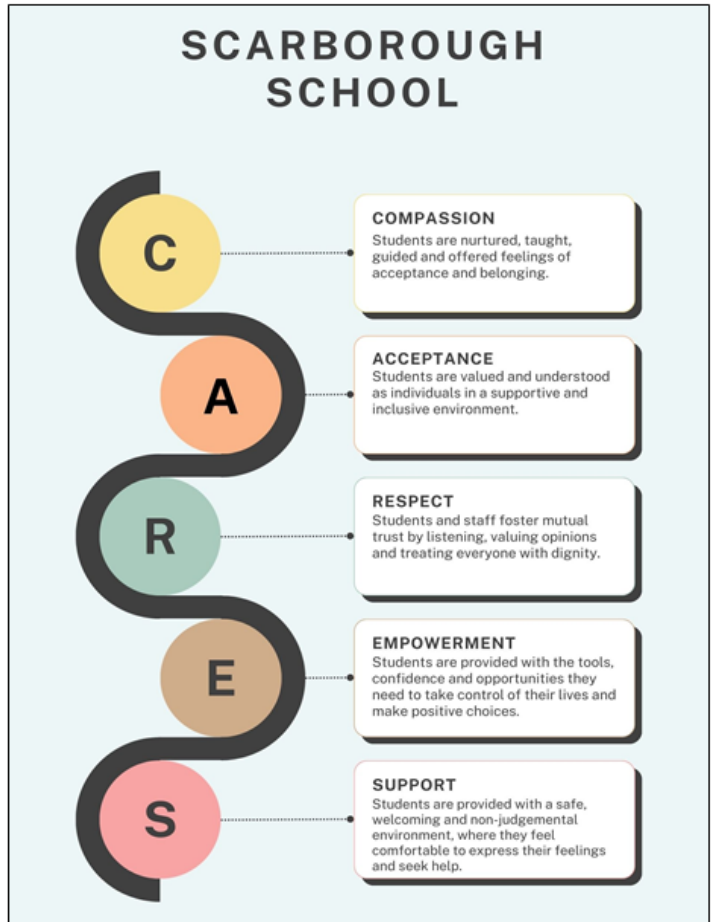 SCARBOROUGH
SCHOOL
C
COMPASSION
Students are nurtured, taught,
guided and offered feelings of
acceptance and belonging.
A
ACCEPTANCE
Students are valued and understood
as individuals in a supportive and
inclusive environment.
R
RESPECT
Students and staff foster mutual
trust by listening, valuing opinions
and treating everyone with dignity.
E
EMPOWERMENT
Students are provided with the tools,
confidence and opportunities they
need to take control of their lives and
make positive choices.
S
SUPPORT
Students are provided with a safe,
welcoming and non-judgemental
environment, where they feel
comfortable to express their feelings
and seek help.